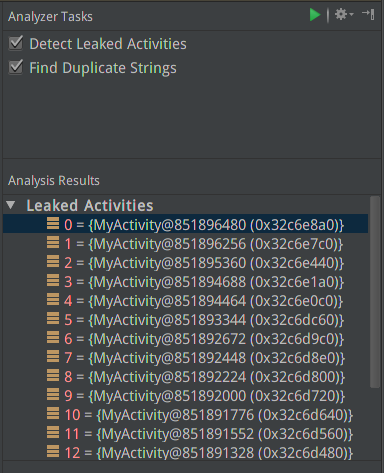 Analyzer Tasks
Detect Leaked Activities
Find Duplicate Strings
Analysis Results
Leaked Activities
0 = {MyActivity@851896480 (0x32c6e8a0)}
1 = {MyActivity@851896256 (0x32c6e7c0)}
2 = {MyActivity@851895360 (0x32c6e440)}
3 = {MyActivity@851894688 (0x32c6e1a0)}
4 = {MyActivity@851894464 (0x32c6e0c0)}
5 = {MyActivity@851893344 (0x32c6dc60)}
6 = {MyActivity@851892672 (0x32c6d9c0)}
7 = {MyActivity@851892448 (0x32c6d8e0)}
8 = {MyActivity@851892224 (0x32c6d800)}
9 = {MyActivity@851892000 (0x32c6d720)}
10 = {MyActivity@851891776 (0x32c6d640)}
11 = {MyActivity@851891552 (0x32c6d560)}
12 = {MyActivity@851891328 (0x32c6d480)}